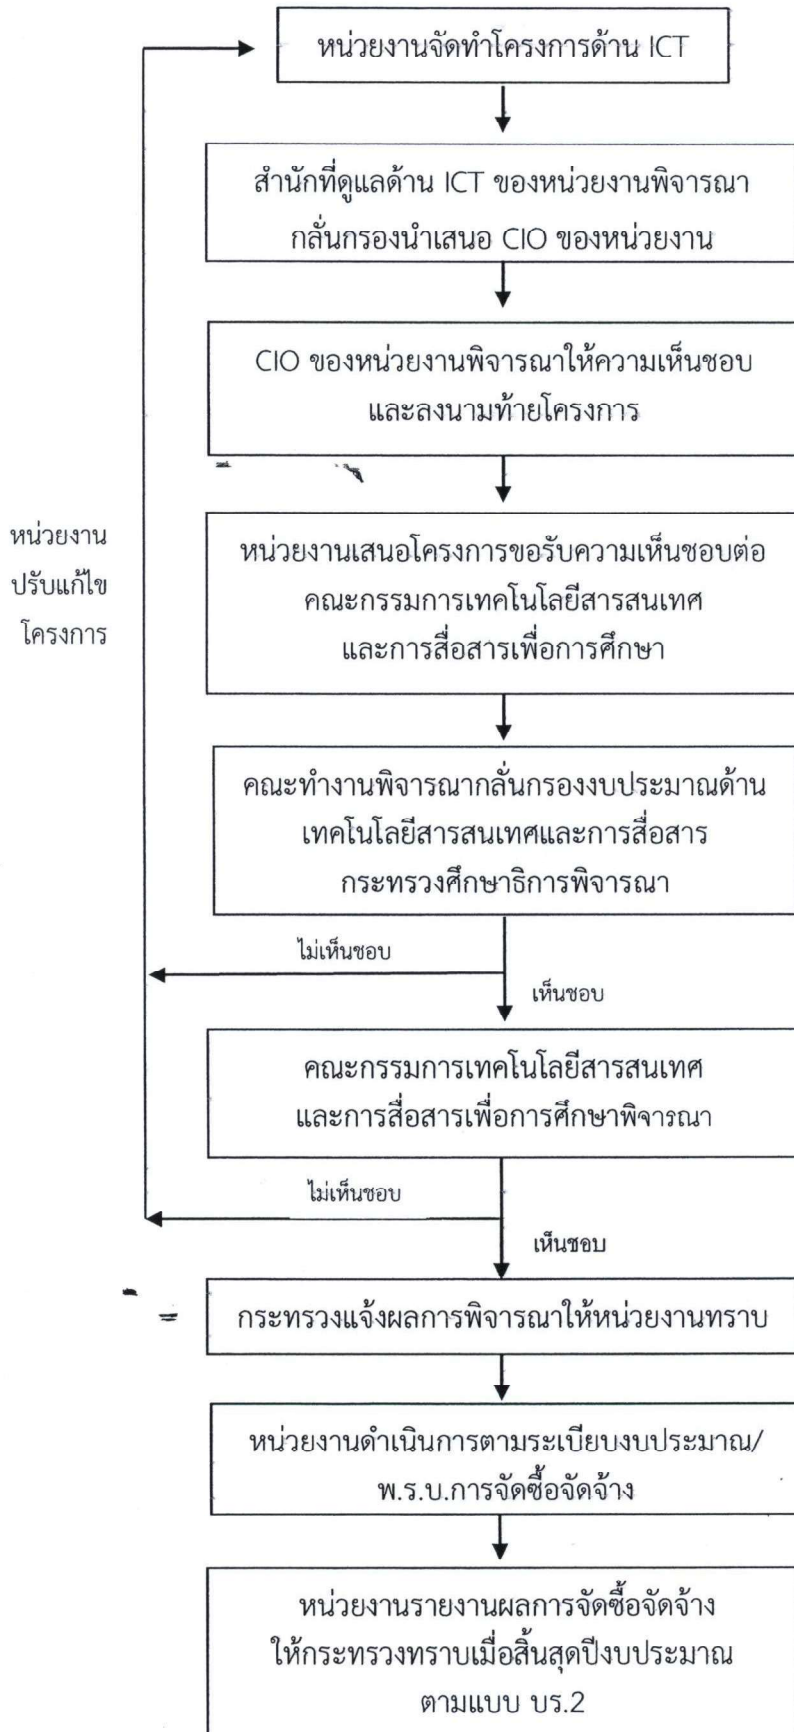 หน่วยงานจัดทำโครงการด้าน ICT
สำนักที่ดูแลด้าน ICT ของหน่วยงานพิจารณา
กลั่นกรองนำเสนอ CIO ของหน่วยงาน
CIO ของหน่วยงานพิจารณาให้ความเห็นชอบ
และลงนามท้ายโครงการ
หน่วยงาน
ปรับแก้ไข
โครงการ
หน่วยงานเสนอโครงการขอรับความเห็นชอบต่อ
คณะกรรมการเทคโนโลยีสารสนเทศ
และการสื่อสารเพื่อการศึกษา
คณะทำงานพิจารณากลั่นกรองงบประมาณด้าน
เทคโนโลยีสารสนเทศและการสื่อสาร
กระทรวงศึกษาธิการพิจารณา
ไม่เห็นชอบ
เห็นชอบ
คณะกรรมการเทคโนโลยีสารสนเทศ
และการสื่อสารเพื่อการศึกษาพิจารณา
ไม่เห็นชอบ
เห็นชอบ
กระทรวงแจ้งผลการพิจารณาให้หน่วยงานทราบ
หน่วยงานดำเนินการตามระเบียบงบประมาณ/
พ.ร.บ.การจัดซื้อจัดจ้าง
หน่วยงานรายงานผลการจัดซื้อจัดจ้าง
ให้กระทรวงทราบเมื่อสิ้นสุดปีงบประมาณ
ตามแบบ บร.2